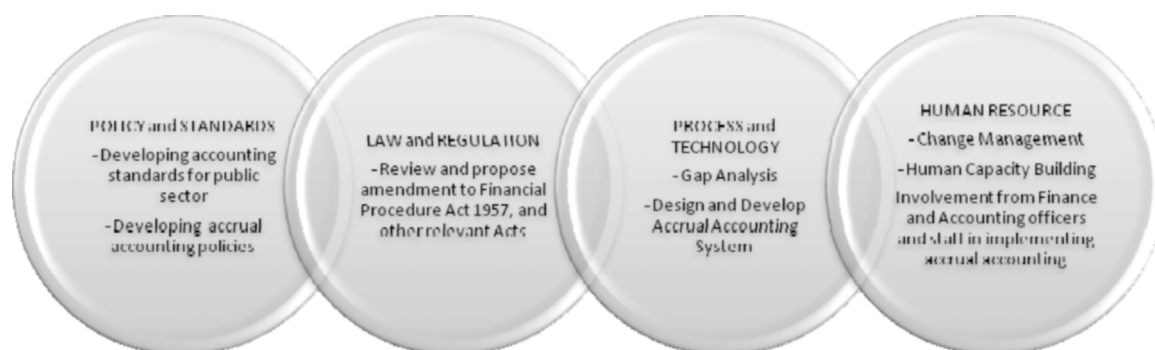 POLICY and STANDARDS
-Developing accounting
standards for public
sector
-Developing accrual
accounting policies
LAW and REGULATION
-Review and propose
amendment to Financial
Procedure Act 1957, and
other relevant Acts
PROCESS and
TECHNOLOGY
-Gap Analysis
-Design and Develop
Accrual Accounting
System
HUMAN RESOURCE
-Change Management
-Human Capacity Building
Involvement from Finance
and Accounting officers
and staff in implementing
accrual accounting